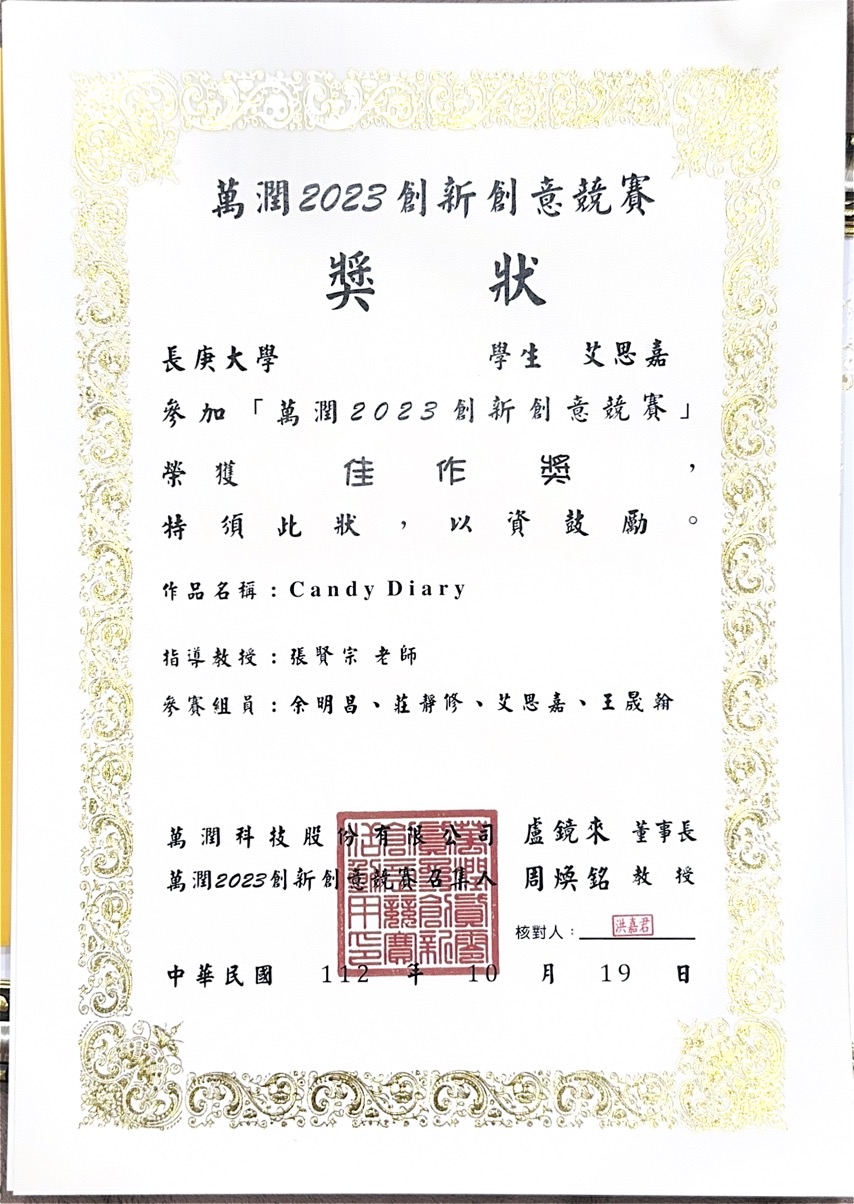 萬潤2023創新創意競賽
獎狀
長庚大學 學生 艾思嘉
參加「萬潤2023創新創意競賽」
榮獲 佳作獎，
特須此狀，以資鼓勵。
作品名稱：Candy Diary
指導教授：張賢宗 老師
參賽組員：余明昌、莊靜修、艾思嘉、王晟翰
萬潤科技股份有限公司 盧鏡來 董事長
萬潤2023創新創意競賽召集人 周煥銘 教授
核對人：洪嘉君
中華民國 112 年 10 月 19 日